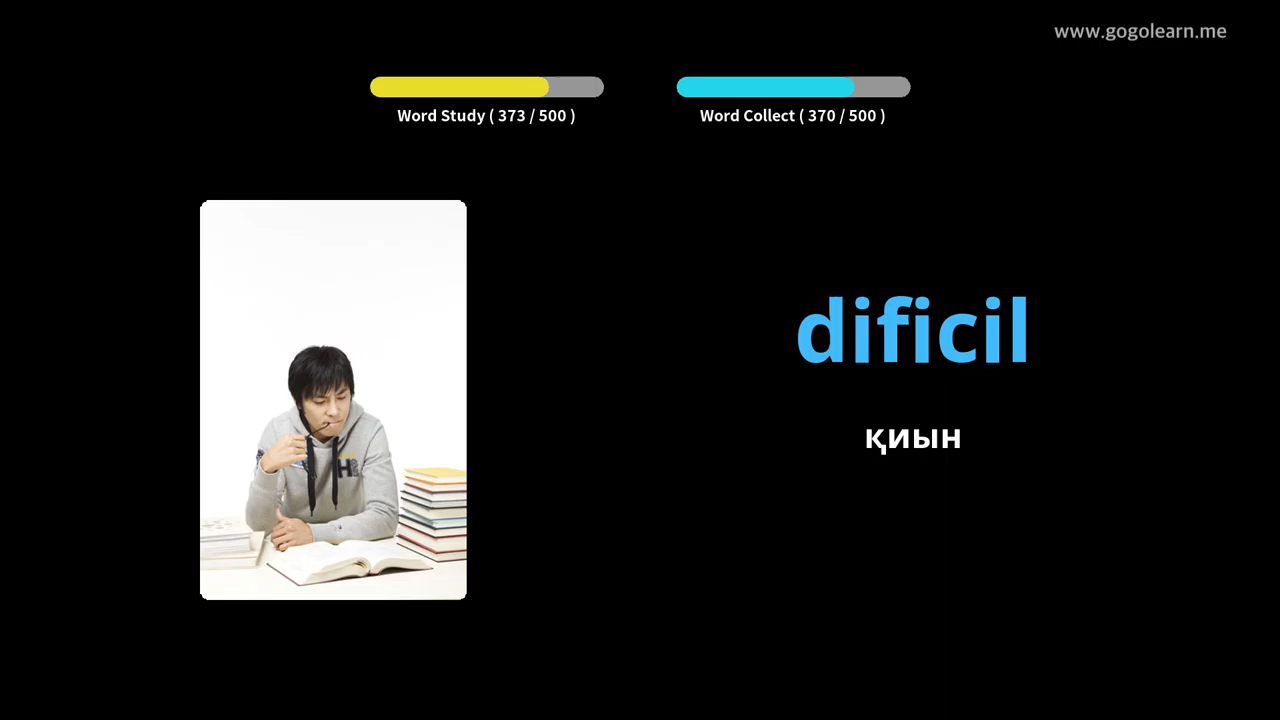 www.gogolearn.me
Word Study ( 373 / 500 )
Word Collect ( 370 / 500 )
dificil
қиын
H